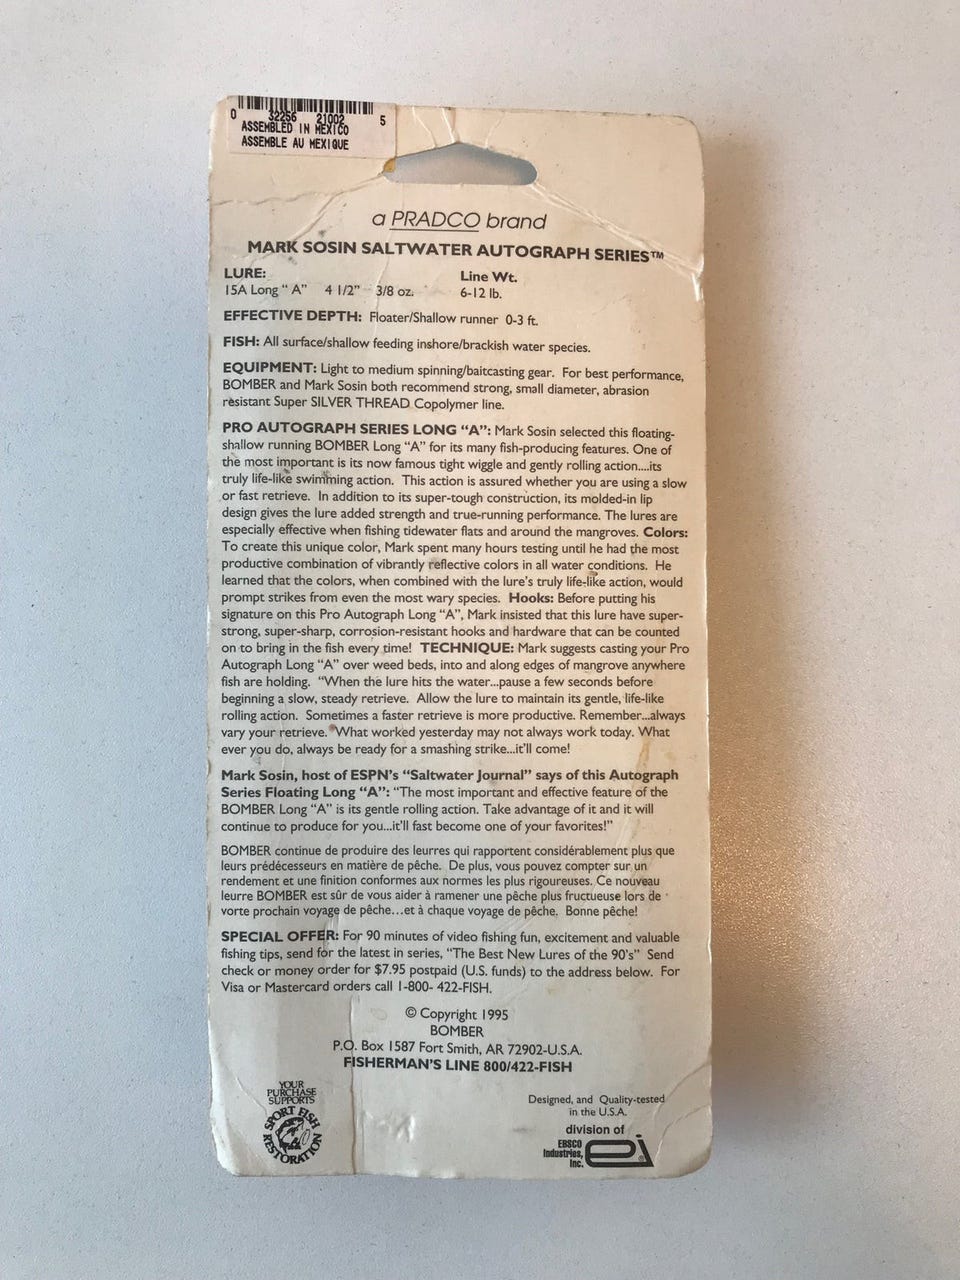 0 32256 21002 5
ASSEMBLED IN MEXICO
ASSEMBLE AU MEXIQUE
a PRADCO brand
MARK SOSIN SALTWATER AUTOGRAPH SERIES™
LURE: Line Wt.
15A Long “ A” 4 1/2” 3/8 oz. 6-12 lb.
EFFECTIVE DEPTH: Floater/Shallow runner 0-3 ft.
FISH: All surface/shallow feeding inshore/brackish water species.
EQUIPMENT: Light to medium spinning/baitcasting gear. For best performance,
BOMBER and Mark Sosin both recommend strong, small diameter, abrasion
resistant Super SILVER THREAD Copolymer line.
PRO AUTOGRAPH SERIES LONG “A”: Mark Sosin selected this floating-
shallow running BOMBER Long “A” for its many fish-producing features. One of
the most important is its now famous tight wiggle and gently rolling action....its
truly life-like swimming action. This action is assured whether you are using a slow
or fast retrieve. In addition to its super-tough construction, its molded-in lip
design gives the lure added strength and true-running performance. The lures are
especially effective when fishing tidewater flats and around the mangroves. Colors:
To create this unique color, Mark spent many hours testing until he had the most
productive combination of vibrantly reflective colors in all water conditions. He
learned that the colors, when combined with the lure's truly life-like action, would
prompt strikes from even the most wary species. Hooks: Before putting his
signature on this Pro Autograph Long “A”, Mark insisted that this lure have super-
strong, super-sharp, corrosion-resistant hooks and hardware that can be counted
on to bring in the fish every time! TECHNIQUE: Mark suggests casting your Pro
Autograph Long “A” over weed beds, into and along edges of mangrove anywhere
fish are holding. “When the lure hits the water...pause a few seconds before
beginning a slow, steady retrieve. Allow the lure to maintain its gentle, life-like
rolling action. Sometimes a faster retrieve is more productive. Remember...always
vary your retrieve. “What worked yesterday may not always work today. What
ever you do, always be ready for a smashing strike...it'll come!
Mark Sosin, host of ESPN's “Saltwater Journal” says of this Autograph
Series Floating Long “A”: “The most important and effective feature of the
BOMBER Long “A” is its gentle rolling action. Take advantage of it and it will
continue to produce for you...it'll fast become one of your favorites!”
BOMBER continue de produire des leurres qui rapportent considérablement plus que
leurs prédécesseurs en matière de pêche. De plus, vous pouvez compter sur un
rendement et une finition conformes aux normes les plus rigoureuses. Ce nouveau
leurre BOMBER est sûr de vous aider à ramener une pêche plus fructueuse lors de
vorte prochain voyage de pêche...et à chaque voyage de pêche. Bonne pêche!
SPECIAL OFFER: For 90 minutes of video fishing fun, excitement and valuable
fishing tips, send for the latest in series, “The Best New Lures of the 90's” Send
check or money order for $7.95 postpaid (U.S. funds) to the address below. For
Visa or Mastercard orders call 1-800- 422-FISH.
© Copyright 1995
BOMBER
P.O. Box 1587 Fort Smith, AR 72902-U.S.A.
FISHERMAN'S LINE 800/422-FISH
YOUR
PURCHASE
SUPPORTS
SPORT FISH
RESTORATION
Designed, and Quality-tested
in the U.S.A.
division of
EBSCO
Industries,
Inc.
ei ®